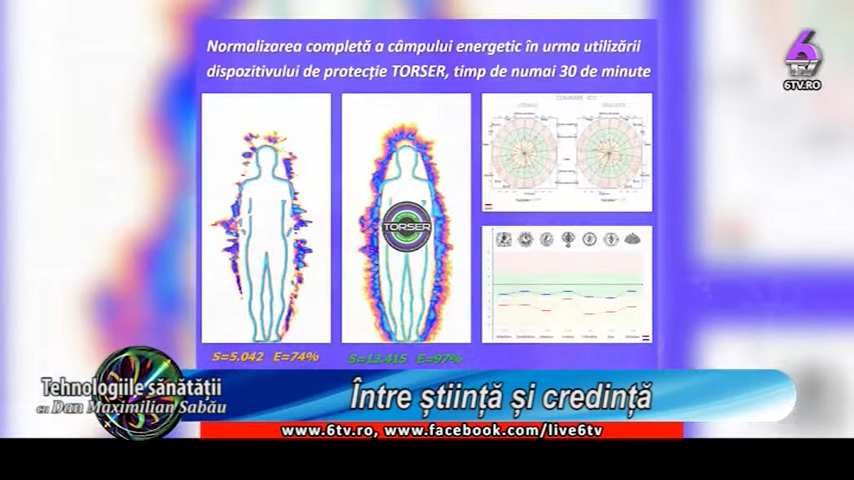 Normalizarea completă a câmpului energetic în urma utilizării
dispozitivului de protecție TORSER, timp de numai 30 de minute
6
TV
6TV.RO
TORSER
S=5.042 E=74%
S=13.415 E=97%
Tehnologiile sănătății
cu Dan Maximilian Sabău
Între știință și credință
www.6tv.ro, www.facebook.com/live6tv